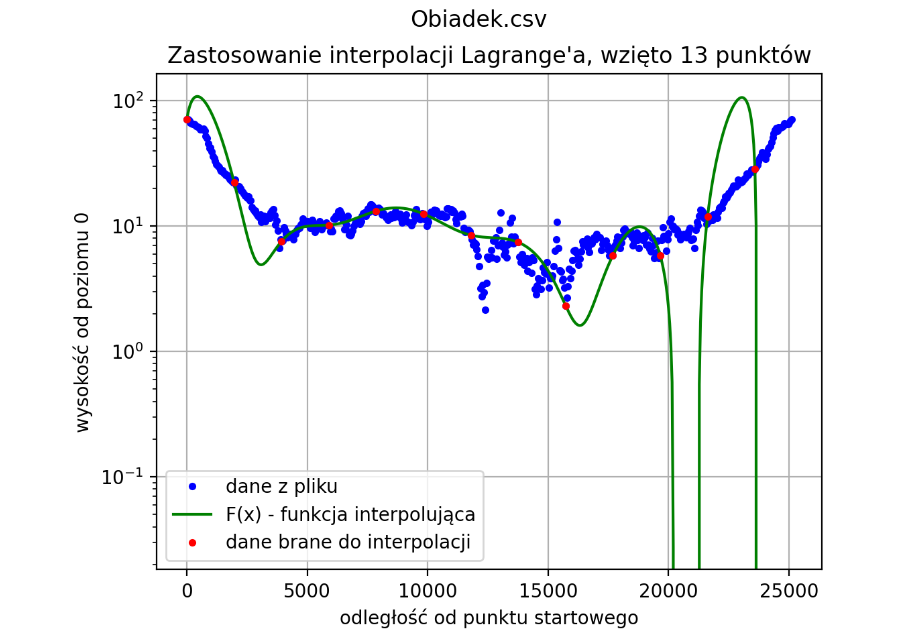 Obiadek.csv
Zastosowanie interpolacji Lagrange'a, wzięto 13 punktów
10²
10¹
10⁰
10⁻¹
wysokość od poziomu 0
dane z pliku
F(x) - funkcja interpolująca
dane brane do interpolacji
0 5000 10000 15000 20000 25000
odległość od punktu startowego